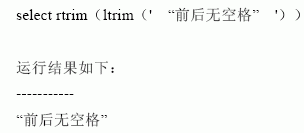 select rtrim（ltrim（'　“前后无空格”　'））
运行结果如下：
-----------
“前后无空格”